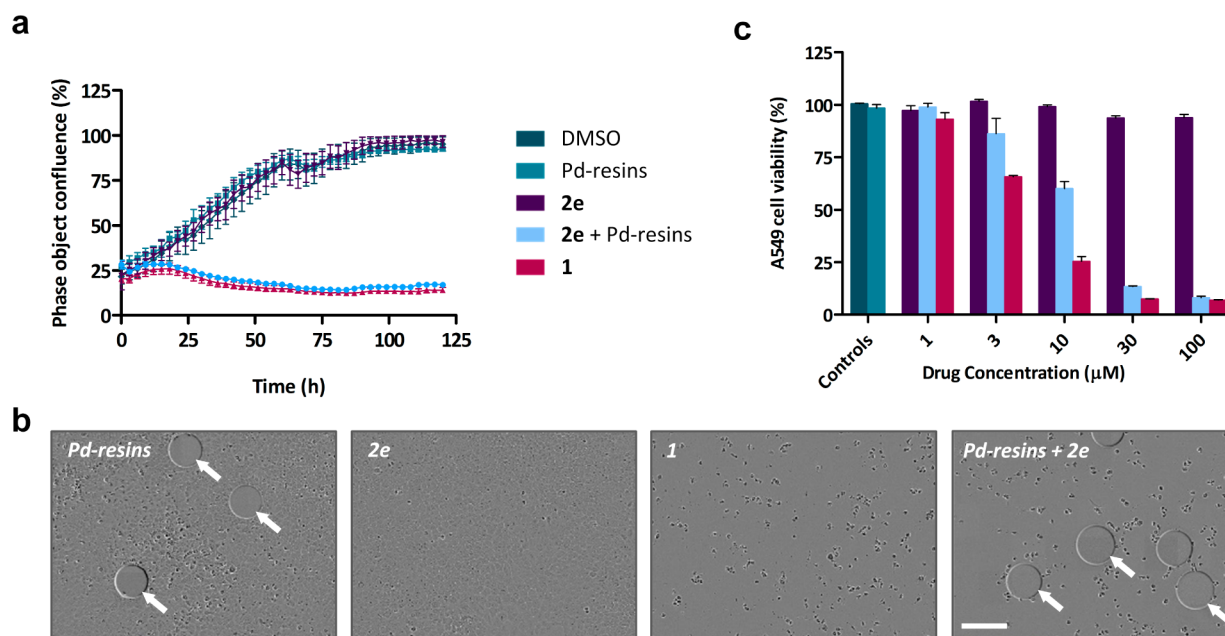 a
Phase object confluence (%)
125
100
75
50
25
0
0 25 50 75 100 125
Time (h)
DMSO
Pd-resins
2e
2e + Pd-resins
1
c
A549 cell viability (%)
125
100
75
50
25
0
Controls 1 3 10 30 100
Drug Concentration (μM)
b
Pd-resins
2e
1
Pd-resins + 2e